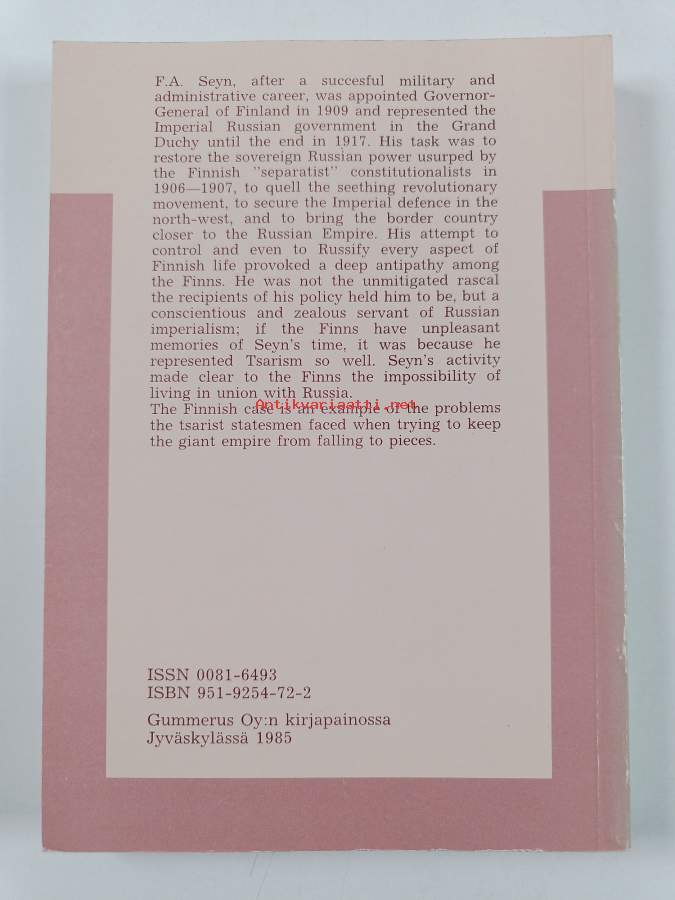 F.A. Seyn, after a succesful military and
administrative career, was appointed Governor-
General of Finland in 1909 and represented the
Imperial Russian government in the Grand
Duchy until the end in 1917. His task was to
restore the sovereign Russian power usurped by
the Finnish "separatist" constitutionalists in
1906—1907, to quell the seething revolutionary
movement, to secure the Imperial defence in the
north-west, and to bring the border country
closer to the Russian Empire. His attempt to
control and even to Russify every aspect of
Finnish life provoked a deep antipathy among
the Finns. He was not the unmitigated rascal
the recipients of his policy held him to be, but a
conscientious and zealous servant of Russian
imperialism; if the Finns have unpleasant
memories of Seyn's time, it was because he
represented Tsarism so well. Seyn's activity
made clear to the Finns the impossibility of
living in union with Russia.
Antikvariaatti.net
The Finnish case is an example of the problems
the tsarist statesmen faced when trying to keep
the giant empire from falling to pieces.
ISSN 0081-6493
ISBN 951-9254-72-2
Gummerus Oy:n kirjapainossa
Jyväskylässä 1985